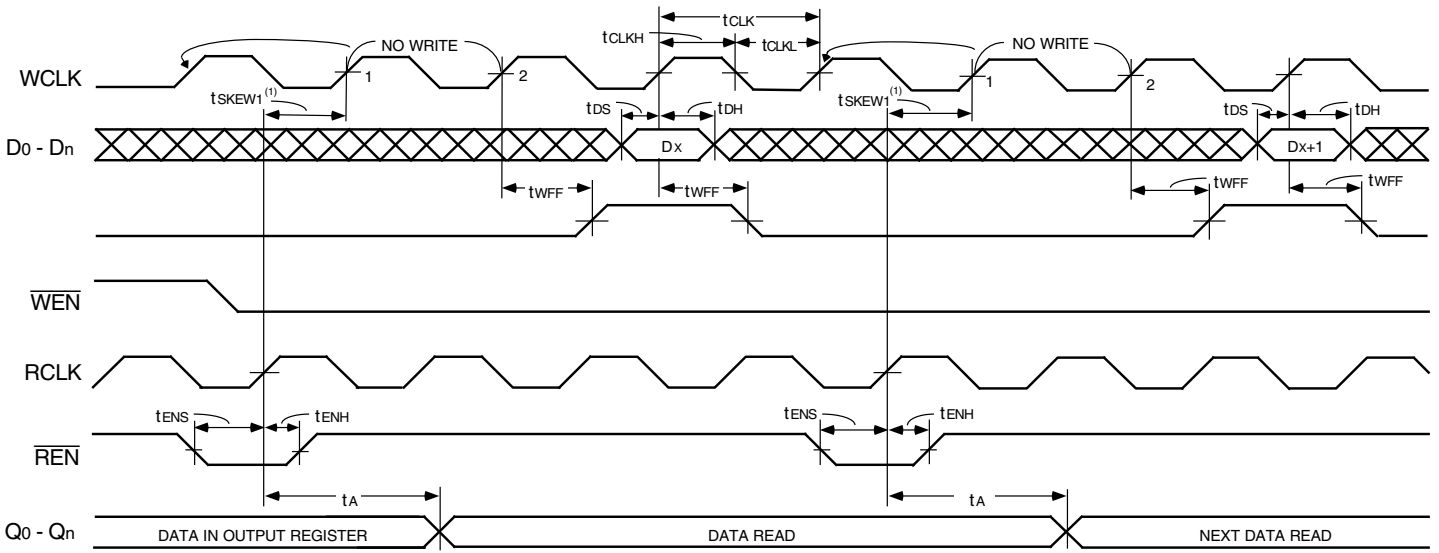 tCLK
tCLKH
tCLKL
NO WRITE
NO WRITE
WCLK
1
2
1
2
tSKEW1(1)
tDS
tDH
tSKEW1(1)
tDS
tDH
D0 - Dn
DX
DX+1
tWFF
tWFF
tWFF
tWFF
WEN
RCLK
tENS
tENH
tENS
tENH
REN
tA
tA
Q0 - Qn
DATA IN OUTPUT REGISTER
DATA READ
NEXT DATA READ